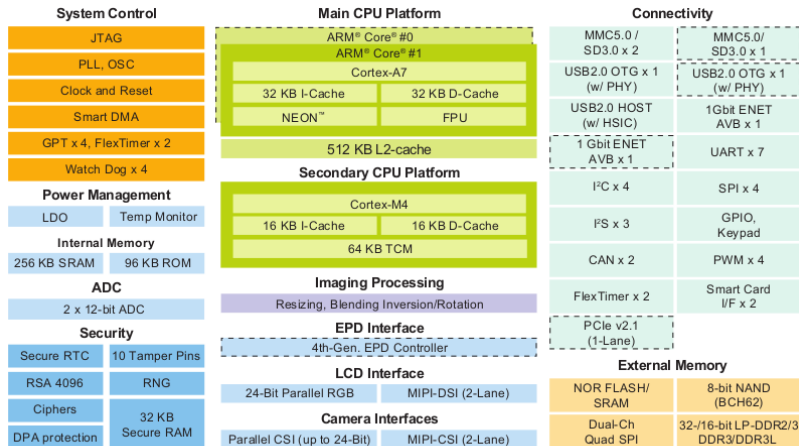 System Control
JTAG
PLL, OSC
Clock and Reset
Smart DMA
GPT x 4, FlexTimer x 2
Watch Dog x 4
Power Management
LDO
Temp Monitor
Internal Memory
256 KB SRAM
96 KB ROM
ADC
2 x 12-bit ADC
Security
Secure RTC
10 Tamper Pins
RSA 4096
RNG
Ciphers
32 KB
Secure RAM
DPA protection
Main CPU Platform
ARM® Core® #0
ARM® Core® #1
Cortex-A7
32 KB I-Cache
32 KB D-Cache
NEON™
FPU
512 KB L2-cache
Secondary CPU Platform
Cortex-M4
16 KB I-Cache
16 KB D-Cache
64 KB TCM
Imaging Processing
Resizing, Blending Inversion/Rotation
EPD Interface
4th-Gen. EPD Controller
LCD Interface
24-Bit Parallel RGB
MIPI-DSI (2-Lane)
Camera Interfaces
Parallel CSI (up to 24-Bit)
MIPI-CSI (2-Lane)
Connectivity
MMC5.0 /
SD3.0 x 2
MMC5.0/
SD3.0 x 1
USB2.0 OTG x 1
(w/ PHY)
USB2.0 OTG x 1
(w/ PHY)
USB2.0 HOST
(w/ HSIC)
1Gbit ENET
AVB x 1
1 Gbit ENET
AVB x 1
UART x 7
I²C x 4
SPI x 4
I²S x 3
GPIO,
Keypad
CAN x 2
PWM x 4
FlexTimer x 2
Smart Card
I/F x 2
PCIe v2.1
(1-Lane)
External Memory
NOR FLASH/
SRAM
8-bit NAND
(BCH62)
Dual-Ch
Quad SPI
32-/16-bit LP-DDR2/3
DDR3/DDR3L